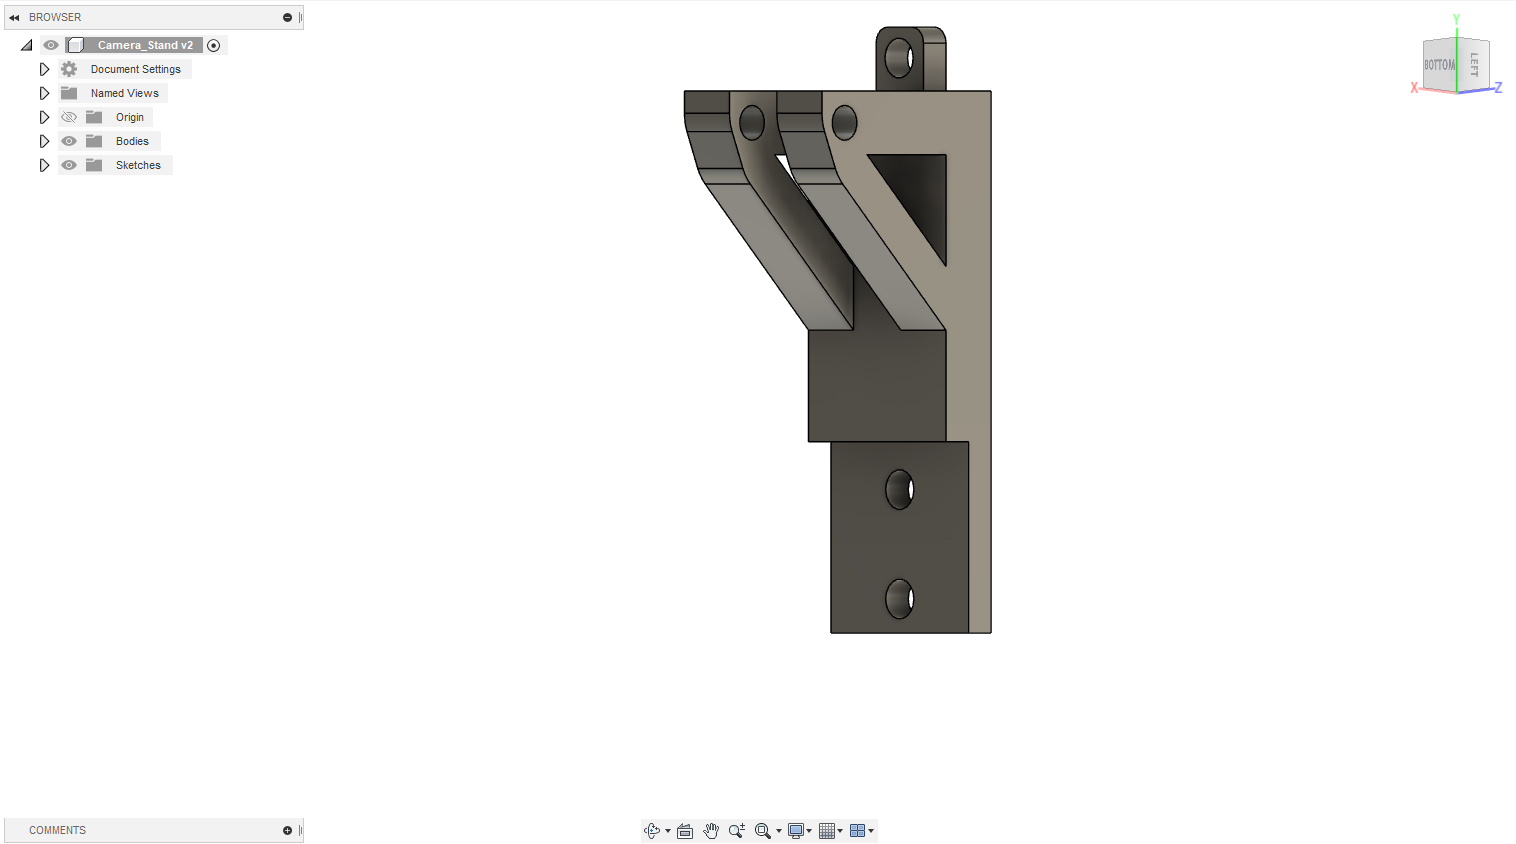 BROWSER
Camera_Stand v2
Document Settings
Named Views
Origin
Bodies
Sketches
Y
BOTTOM
LEFT
X
Z
COMMENTS